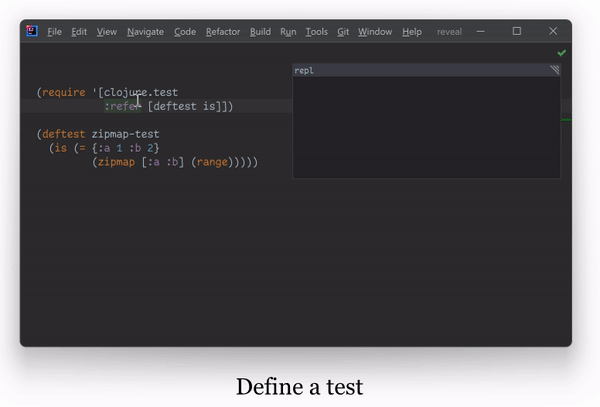 File Edit View Navigate Code Refactor Build Run Tools Git Window Help reveal
repl
(require '[clojure.test
:refer [deftest is]])
(deftest zipmap-test
(is (= {:a 1 :b 2}
(zipmap [:a :b] (range)))))
Define a test